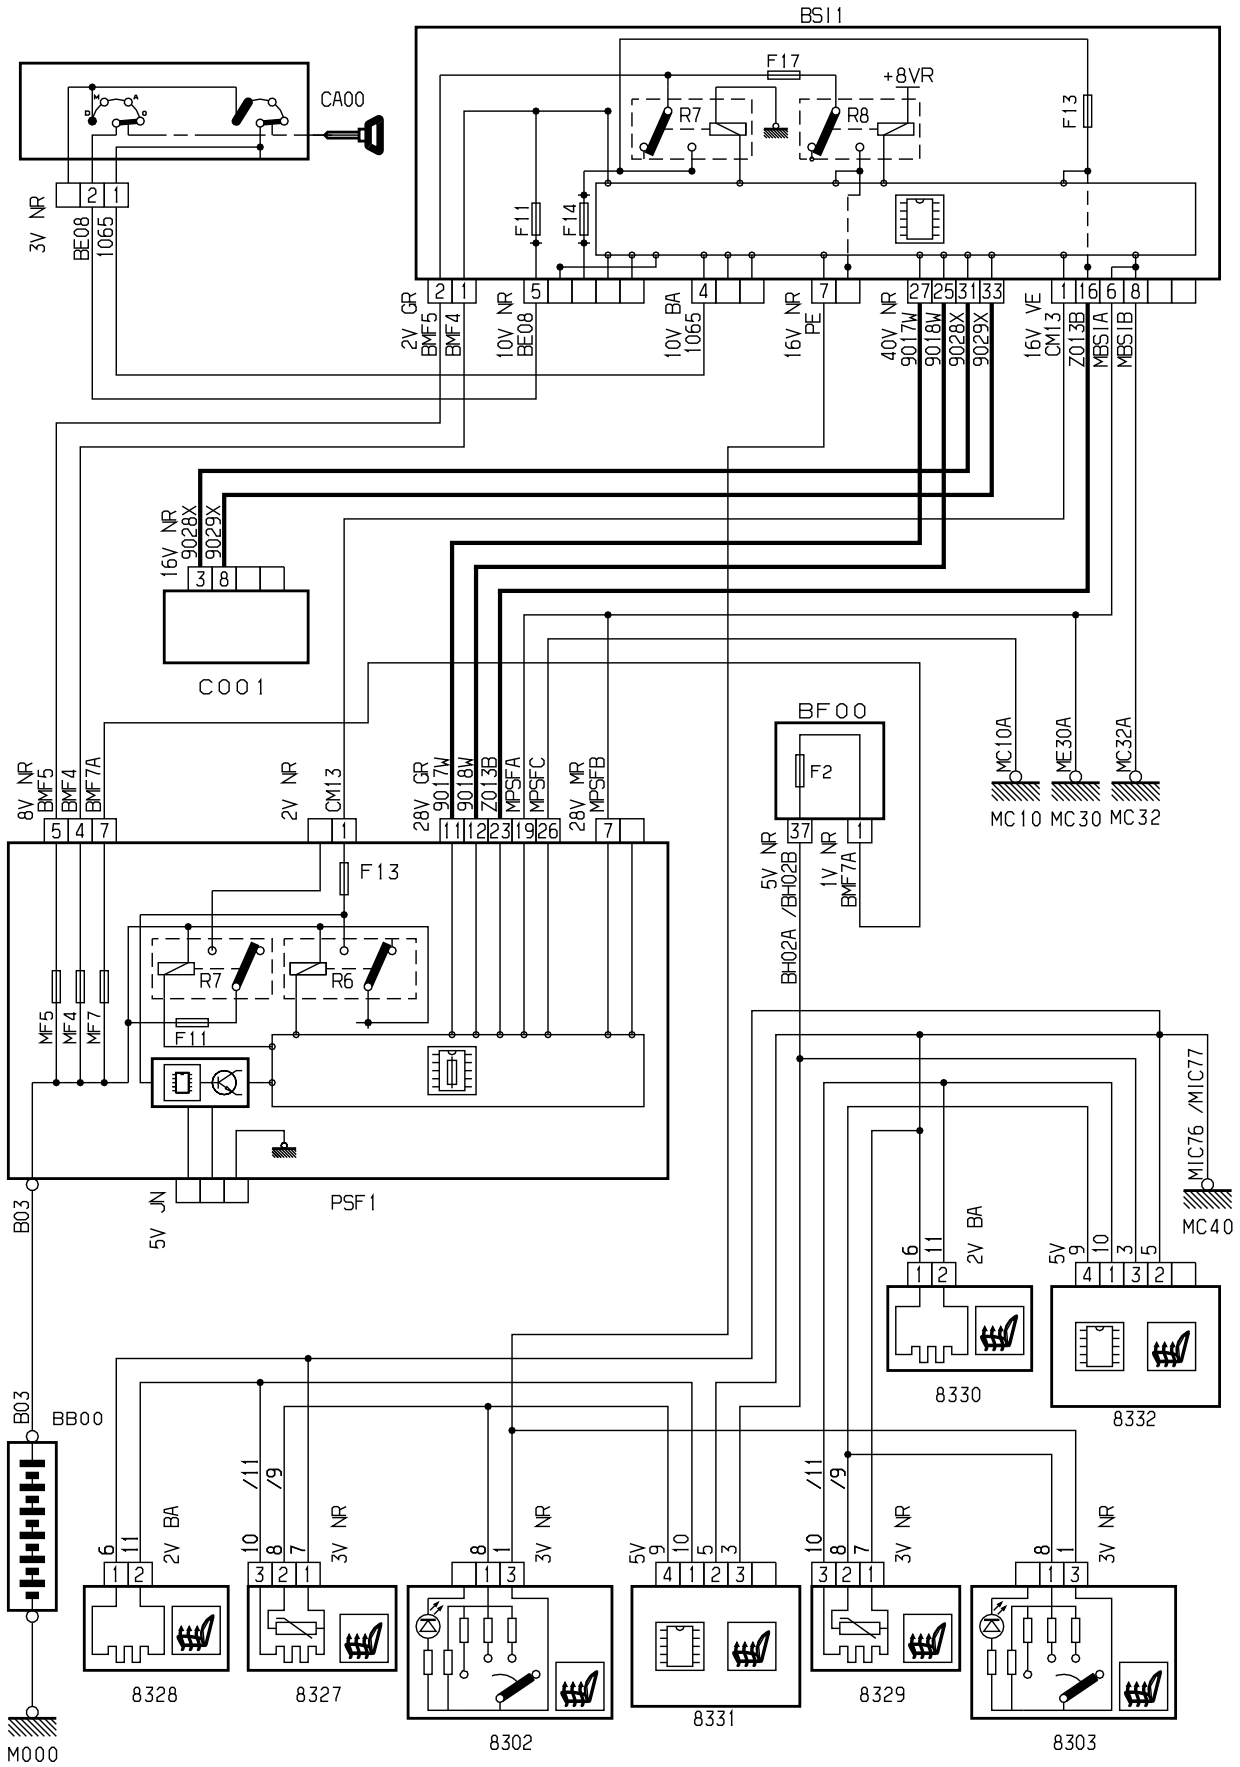 BSI1
F17
+8VR
CA00
M
A
D
G
R7
R8
F13
3V NR
2
1
BE08
1065
F11
F14
2
1
5
4
7
27
25
31
33
1
16
6
8
2V GR
BMF5
BMF4
10V NR
BE08
10V BA
1065
16V NR
PE
40V NR
9017W
9018W
9028X
9029X
16V VE
CM13
Z013B
MBSIA
MBSIB
16V NR
9028X
9029X
3
8
C001
BF00
F2
MC10A
ME30A
MC32A
MC10
MC30
MC32
8V NR
BMF5
BMF4
BMF7A
2V NR
CM13
28V GR
9017W
9018W
Z013B
MPSFA
MPSFC
28V MR
MPSFB
5
4
7
1
11
12
23
19
26
7
37
1
5V NR
BH02A /BH02B
1V NR
BMF7A
F13
R7
R6
MF5
MF4
MF7
F11
MIC76 /MIC77
5V JN
PSF1
B03
MC40
6
11
2V BA
5V
9
10
3
5
1
2
4
1
3
2
8330
8332
B03
BB00
/11
/9
/11
/9
6
11
2V BA
10
8
7
3V NR
8
1
3V NR
5V
9
10
5
3
10
8
7
3V NR
8
1
3V NR
1
2
3
2
1
1
3
4
1
2
3
3
2
1
1
3
8328
8327
8302
8331
8329
8303
M000